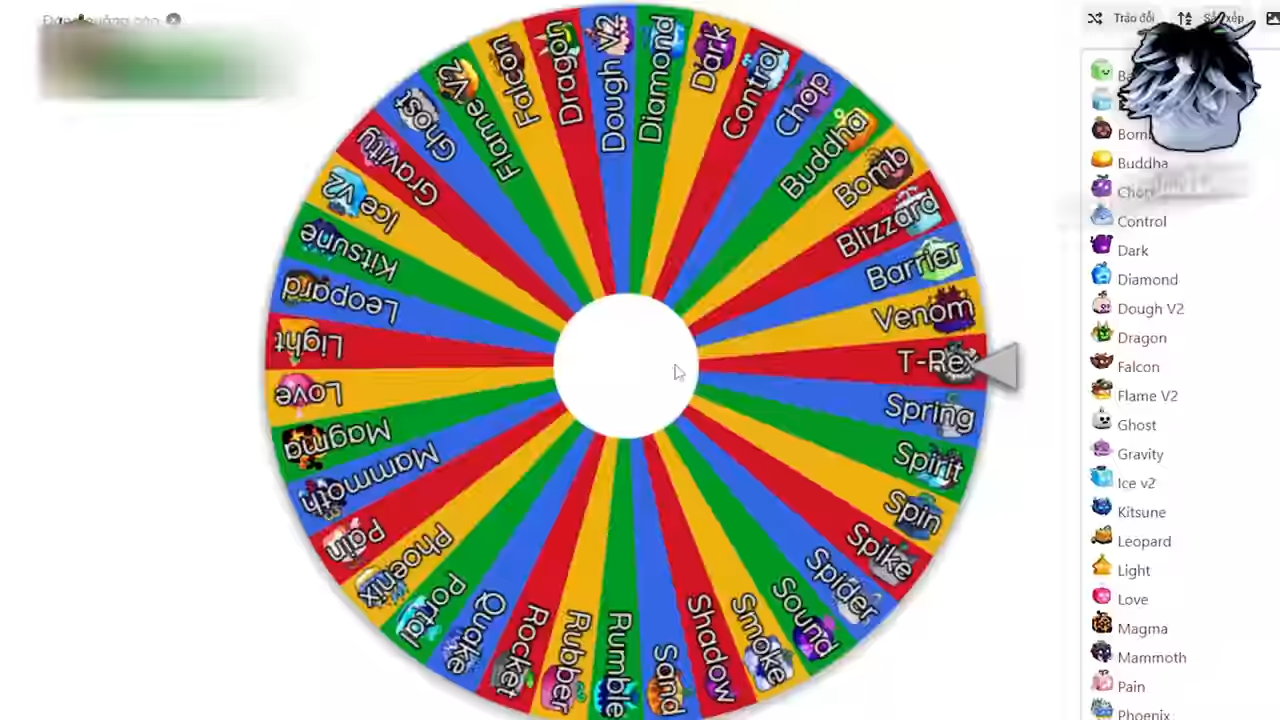 Trao đổi
Sắp xếp
Dragon
Dough V2
Diamond
Dark
Control
Chop
Buddha
Bomb
Blizzard
Barrier
Venom
T-Rex
Spring
Spirit
Spin
Spike
Spider
Sound
Smoke
Shadow
Sand
Rumble
Rubber
Rocket
Quake
Portal
Phoenix
Pain
Mammoth
Magma
Love
Light
Leopard
Kitsune
Ice V2
Gravity
Ghost
Flame V2
Falcon
Buddha
Control
Dark
Diamond
Dough V2
Dragon
Falcon
Flame V2
Ghost
Gravity
Ice v2
Kitsune
Leopard
Light
Love
Magma
Mammoth
Pain
Phoenix